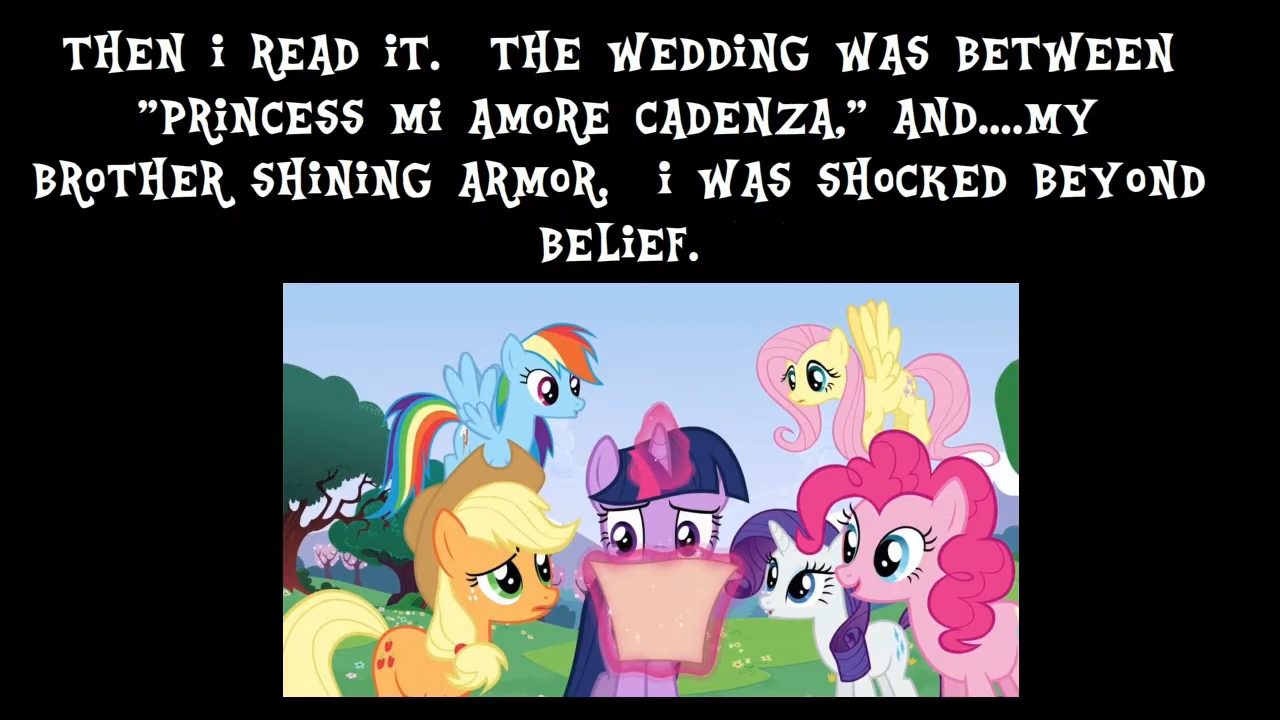 THEN i READ iT.  THE WEDDiNG WAS BETWEEN
"PRiNCESS Mi AMORE CADENZA," AND....MY
BROTHER SHiNiNG ARMOR.  i WAS SHOCKED BEYOND
BELiEF.